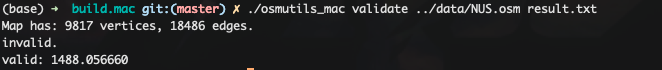 (base) ➜ build.mac git:(master) ✗ ./osmutils_mac validate ../data/NUS.osm result.txt
Map has: 9817 vertices, 18486 edges.
invalid.
valid: 1488.056660